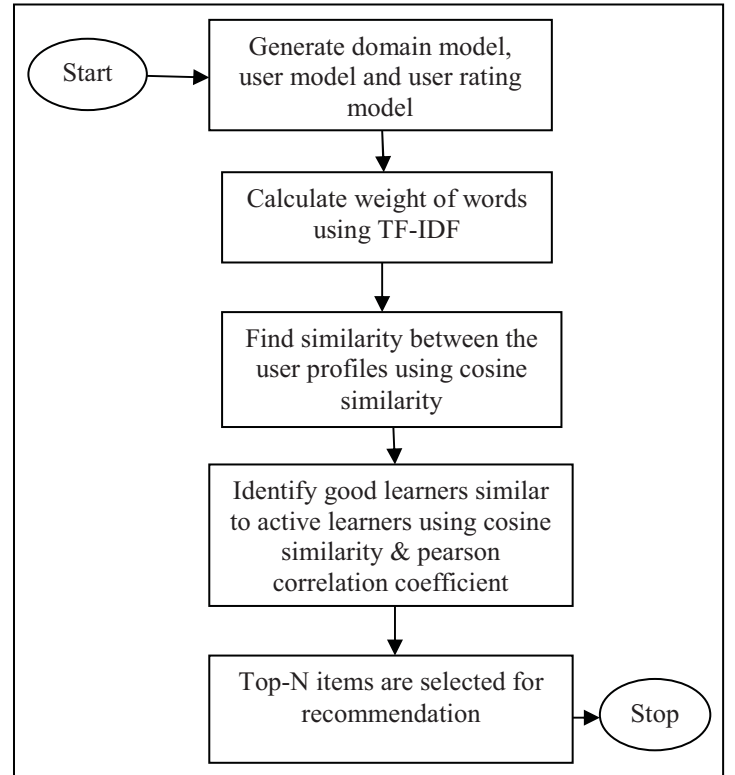 Start
Generate domain model,
user model and user rating
model
Calculate weight of words
using TF-IDF
Find similarity between the
user profiles using cosine
similarity
Identify good learners similar
to active learners using cosine
similarity & pearson
correlation coefficient
Top-N items are selected for
recommendation
Stop